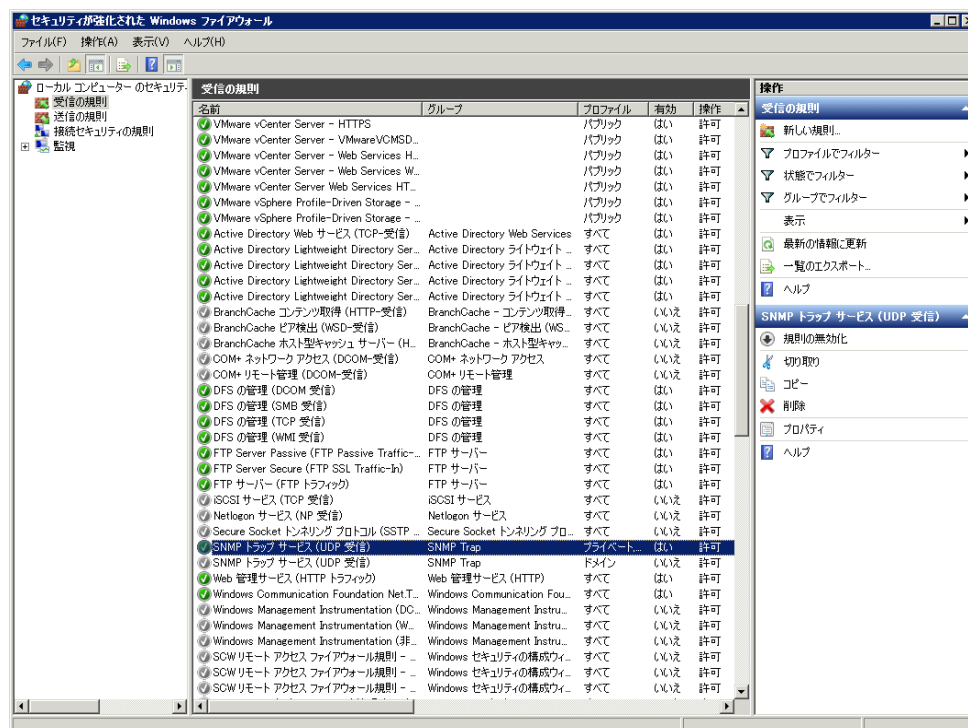 セキュリティが強化された Windows ファイアウォール
ファイル(F) 操作(A) 表示(V) ヘルプ(H)
ローカル コンピューター のセキュリテ
受信の規則
送信の規則
接続セキュリティの規則
監視
受信の規則
名前 グループ プロファイル 有効 操作
VMware vCenter Server - HTTPS パブリック はい 許可
VMware vCenter Server - VMwareVCMSD... パブリック はい 許可
VMware vCenter Server - Web Services H... パブリック はい 許可
VMware vCenter Server - Web Services W... パブリック はい 許可
VMware vCenter Server Web Services HT... パブリック はい 許可
VMware vSphere Profile-Driven Storage - ... パブリック はい 許可
VMware vSphere Profile-Driven Storage - ... パブリック はい 許可
Active Directory Web サービス (TCP-受信) Active Directory Web Services すべて はい 許可
Active Directory Lightweight Directory Ser... Active Directory ライトウェイト ... すべて はい 許可
Active Directory Lightweight Directory Ser... Active Directory ライトウェイト ... すべて はい 許可
Active Directory Lightweight Directory Ser... Active Directory ライトウェイト ... すべて はい 許可
Active Directory Lightweight Directory Ser... Active Directory ライトウェイト ... すべて はい 許可
BranchCache コンテンツ取得 (HTTP-受信) BranchCache - コンテンツ取得... すべて いいえ 許可
BranchCache ピア検出 (WSD-受信) BranchCache - ピア検出 (WS... すべて いいえ 許可
BranchCache ホスト型キャッシュ サーバー (H... BranchCache - ホスト型キャッ... すべて いいえ 許可
COM+ ネットワーク アクセス (DCOM-受信) COM+ ネットワーク アクセス すべて いいえ 許可
COM+ リモート管理 (DCOM-受信) COM+ リモート管理 すべて いいえ 許可
DFS の管理 (DCOM 受信) DFS の管理 すべて はい 許可
DFS の管理 (SMB 受信) DFS の管理 すべて はい 許可
DFS の管理 (TCP 受信) DFS の管理 すべて はい 許可
DFS の管理 (WMI 受信) DFS の管理 すべて はい 許可
FTP Server Passive (FTP Passive Traffic-... FTP サーバー すべて はい 許可
FTP Server Secure (FTP SSL Traffic-In) FTP サーバー すべて はい 許可
FTP サーバー (FTP トラフィック) FTP サーバー すべて はい 許可
iSCSI サービス (TCP 受信) iSCSI サービス すべて いいえ 許可
Netlogon サービス (NP 受信) Netlogon サービス すべて いいえ 許可
Secure Socket トンネリング プロトコル (SSTP ... Secure Socket トンネリング プロ... すべて いいえ 許可
SNMP トラップ サービス (UDP 受信) SNMP Trap プライベート,... はい 許可
SNMP トラップ サービス (UDP 受信) SNMP Trap ドメイン いいえ 許可
Web 管理サービス (HTTP トラフィック) Web 管理サービス (HTTP) すべて はい 許可
Windows Communication Foundation Net.T... Windows Communication Fou... すべて はい 許可
Windows Management Instrumentation (DC... Windows Management Instru... すべて いいえ 許可
Windows Management Instrumentation (W... Windows Management Instru... すべて いいえ 許可
Windows Management Instrumentation (非... Windows Management Instru... すべて いいえ 許可
SCW リモート アクセス ファイアウォール規則 - ... Windows セキュリティの構成ウィ... すべて いいえ 許可
SCW リモート アクセス ファイアウォール規則 - ... Windows セキュリティの構成ウィ... すべて いいえ 許可
SCW リモート アクセス ファイアウォール規則 - ... Windows セキュリティの構成ウィ... すべて いいえ 許可
操作
受信の規則
新しい規則...
プロファイルでフィルター
状態でフィルター
グループでフィルター
表示
最新の情報に更新
一覧のエクスポート...
ヘルプ
SNMP トラップ サービス (UDP 受信)
規則の無効化
切り取り
コピー
削除
プロパティ
ヘルプ